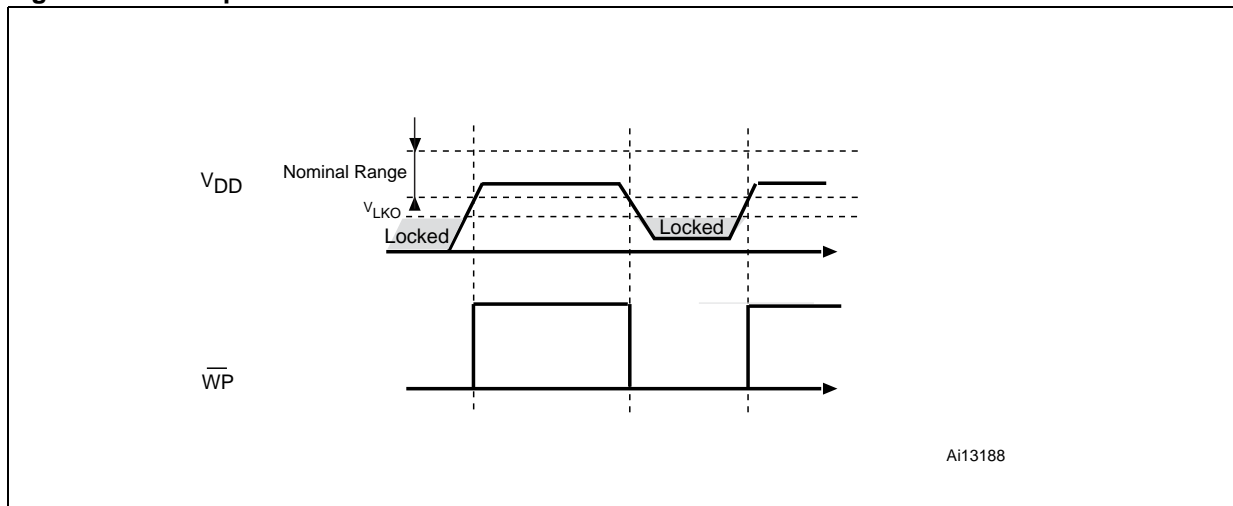 Nominal Range
VDD
VLKO
Locked
Locked
WP
Ai13188